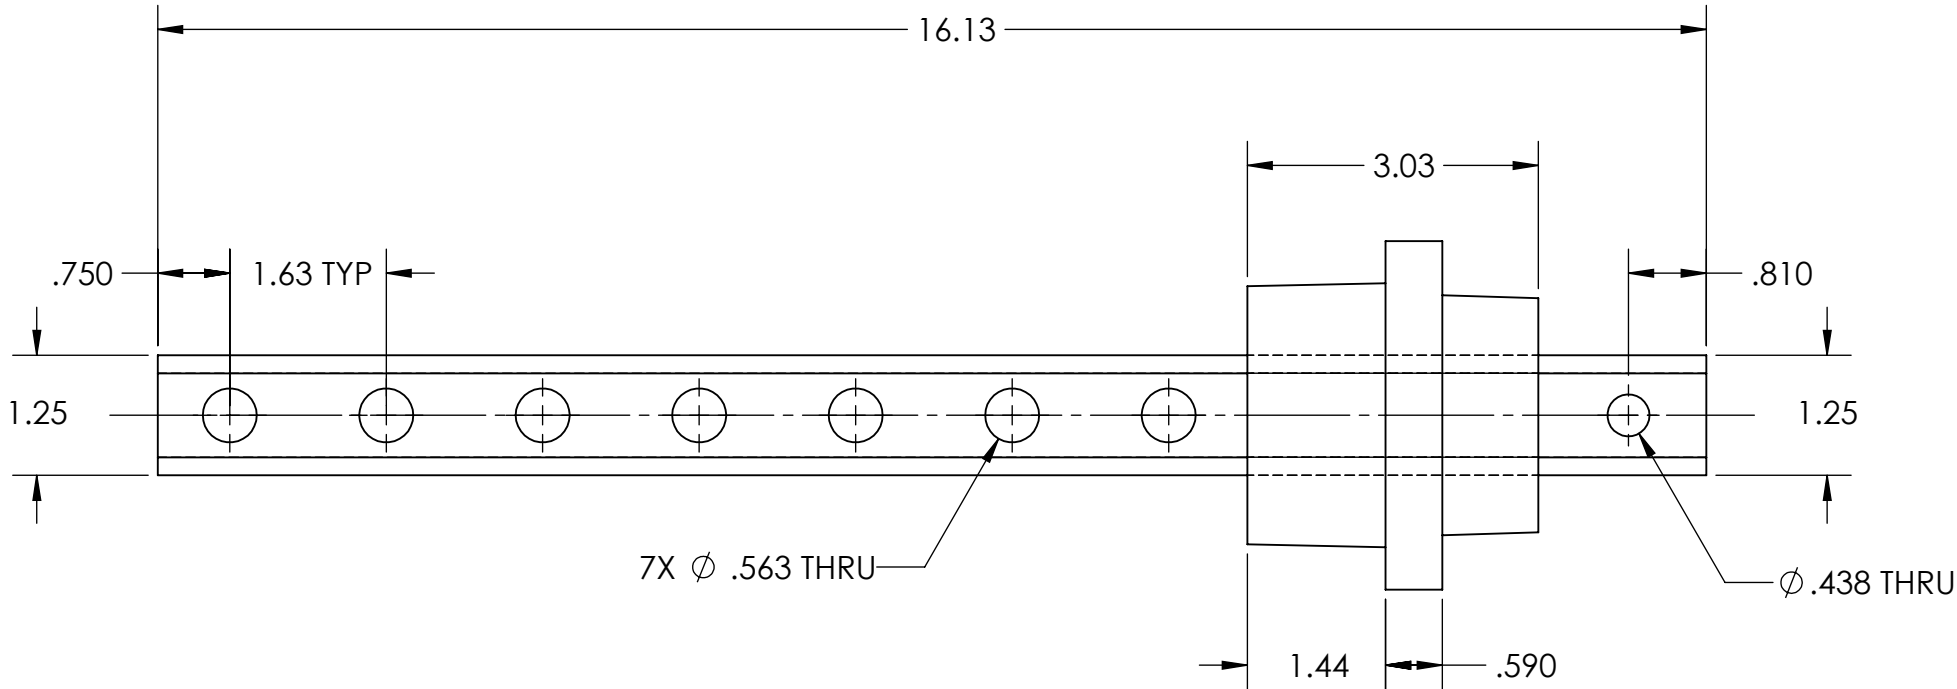 16.13
3.03
.750
1.63 TYP
.810
1.25
1.25
7X ∅ .563 THRU
∅ .438 THRU
1.44
.590